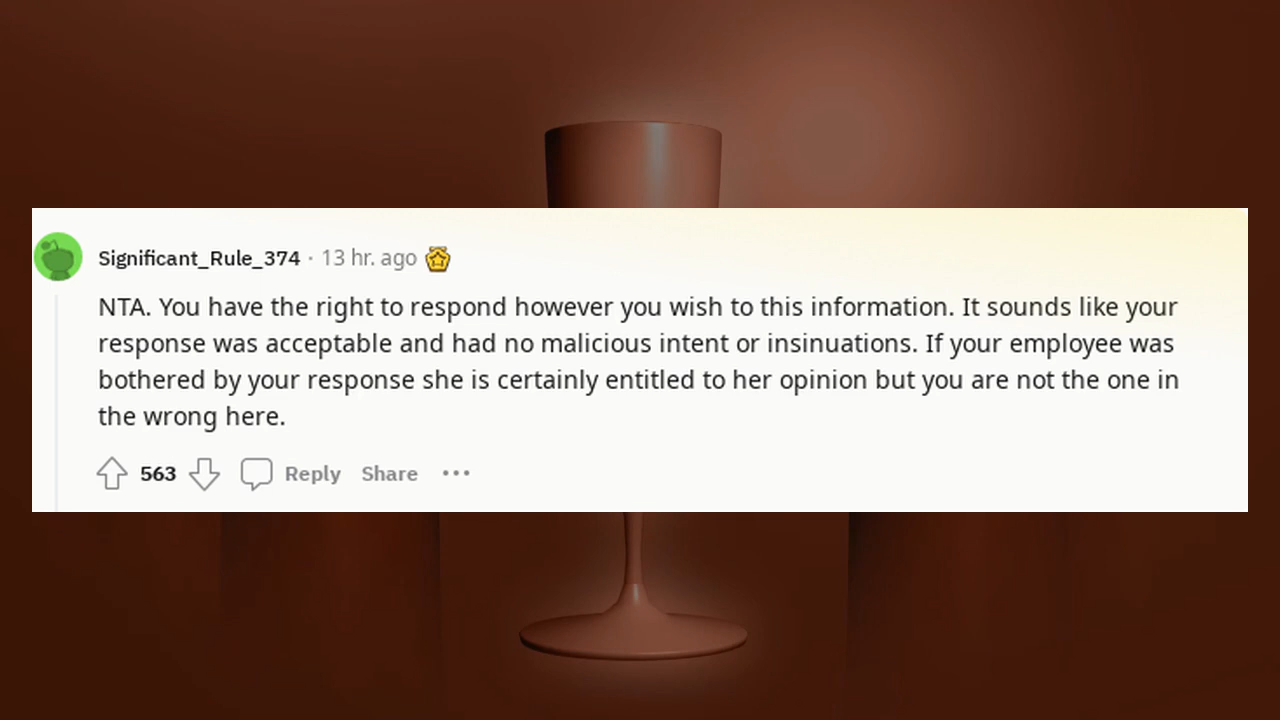 Significant_Rule_374 · 13 hr. ago
NTA. You have the right to respond however you wish to this information. It sounds like your
response was acceptable and had no malicious intent or insinuations. If your employee was
bothered by your response she is certainly entitled to her opinion but you are not the one in
the wrong here.
563 Reply Share ···